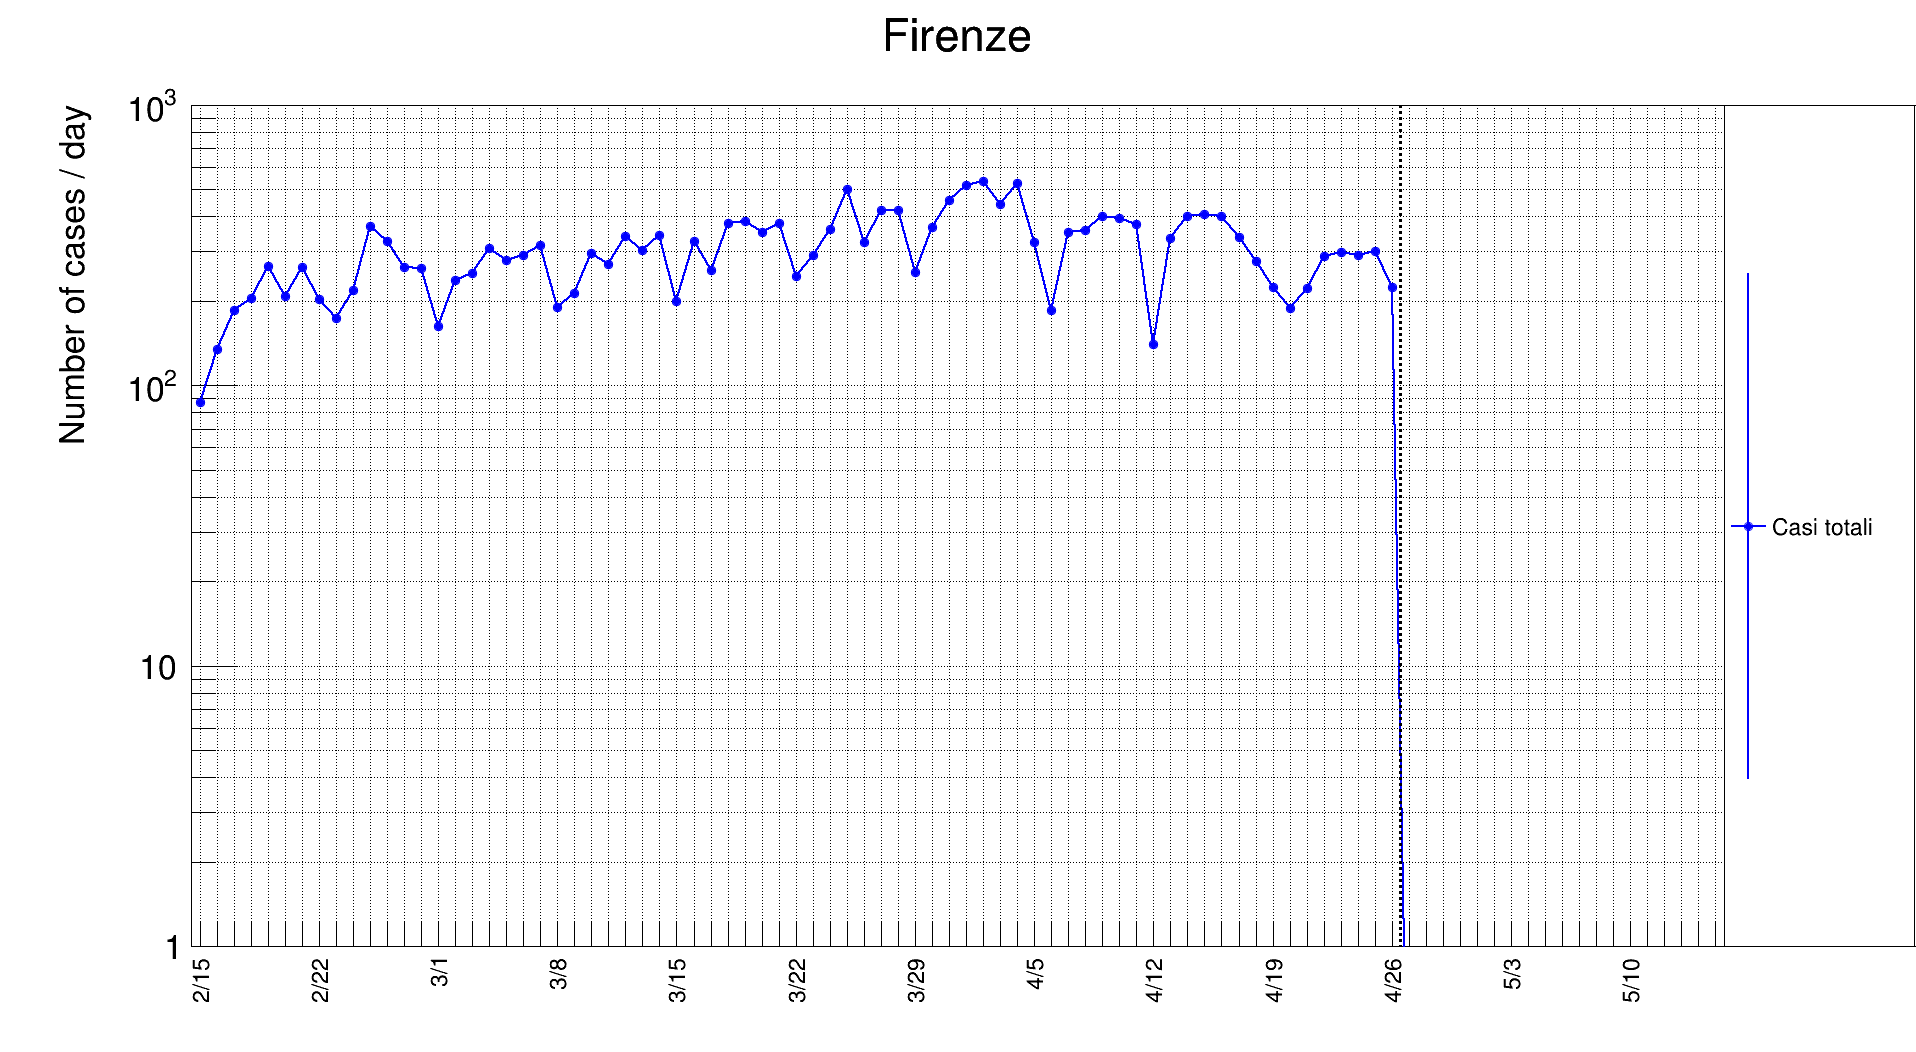 Firenze
Number of cases / day
10³
10²
10
1
2/15 2/22 3/1 3/8 3/15 3/22 3/29 4/5 4/12 4/19 4/26 5/3 5/10
Casi totali